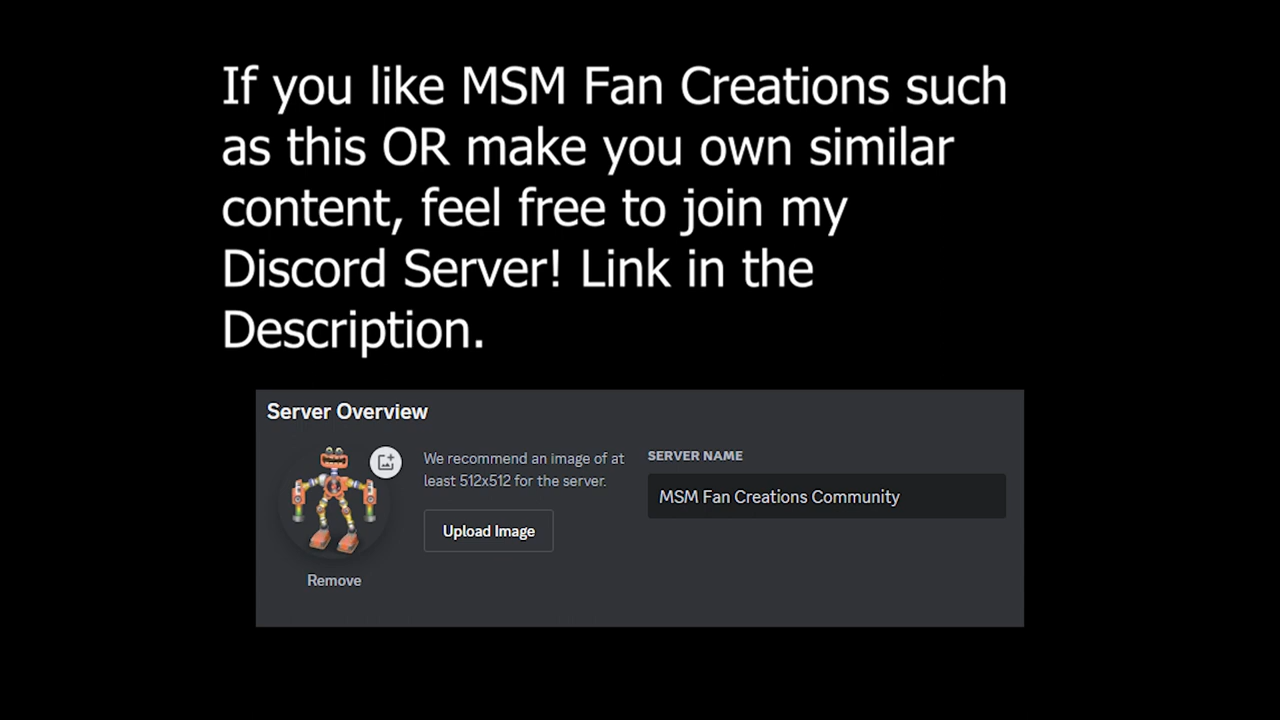 If you like MSM Fan Creations such
as this OR make you own similar
content, feel free to join my
Discord Server! Link in the
Description.
Server Overview
We recommend an image of at
least 512x512 for the server.
Upload Image
Remove
SERVER NAME
MSM Fan Creations Community